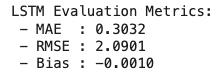 LSTM Evaluation Metrics:
- MAE : 0.3032
- RMSE : 2.0901
- Bias : -0.0010